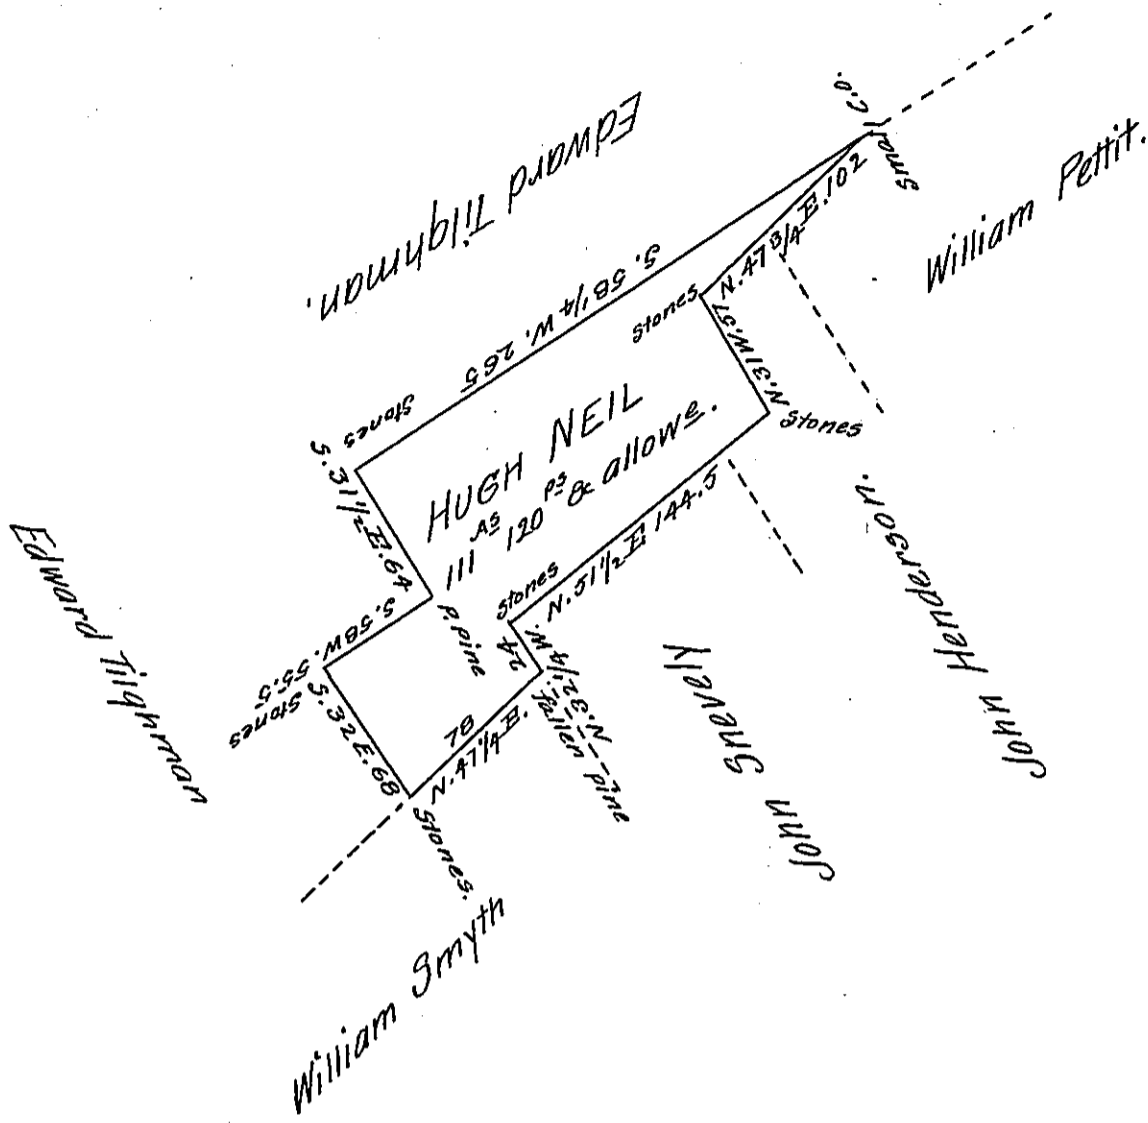 Edward Tilghman.
Small C.O.
William Pettit.
S. 58 1/4 W. 265
N. 47 3/4 E. 102
Stones
N. 31 W. 57
Stones
Stones
S. 31 1/2 E. 64
HUGH NEIL
111 As 120 ps & allowe.
N. 51 1/2 E 144.5
Stones
P. pine
S. 58 W. 55.5
Stones
S. 32 E. 68
N. 32 1/4 W.
24
fallen pine
78
N. 47 1/4 E.
Stones.
Edward Tilghman
William Smyth
John Snevely
John Henderson.